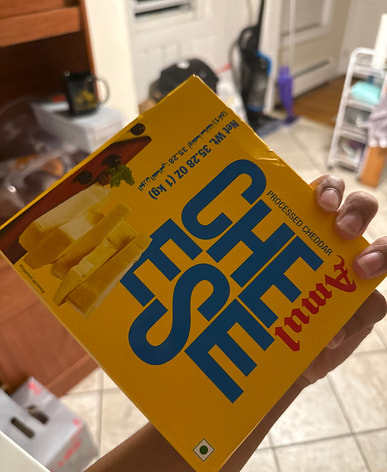 Amul
PROCESSED CHEDDAR
CHEESE
Net Wt. 35.28 OZ (1 kg)